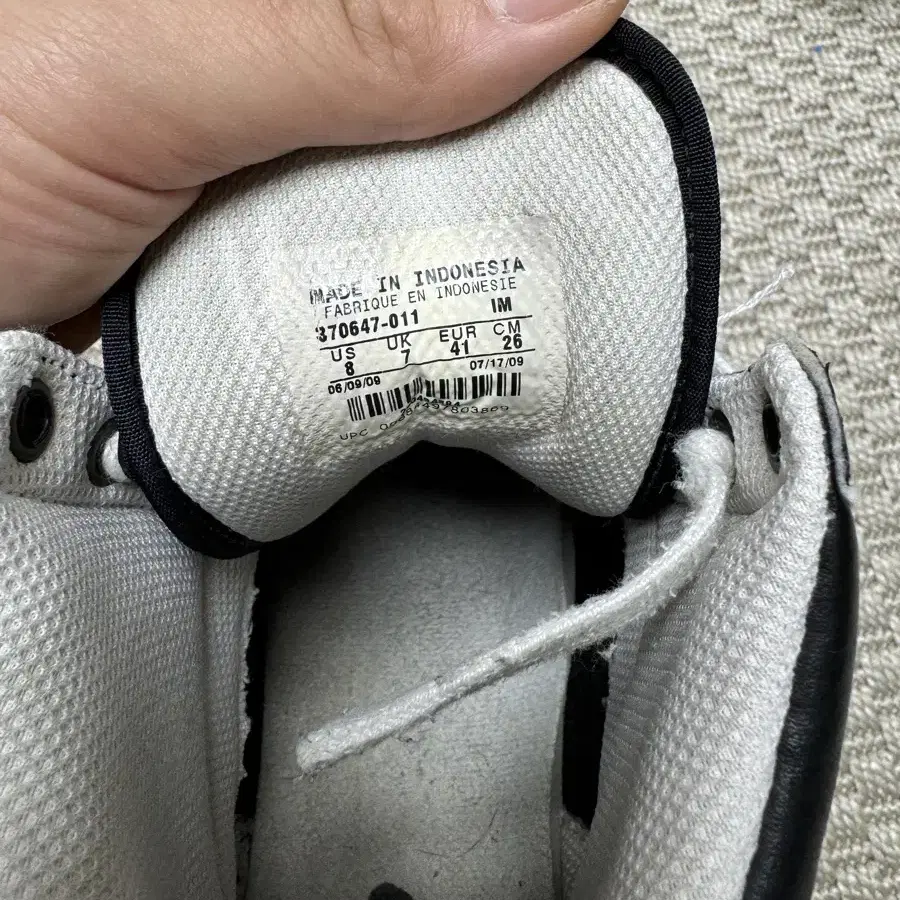 MADE IN INDONESIA
FABRIQUE EN INDONESIE
370647-011 IM
US UK EUR CM
8 7 41 26
06/09/09 07/17/09
UPC